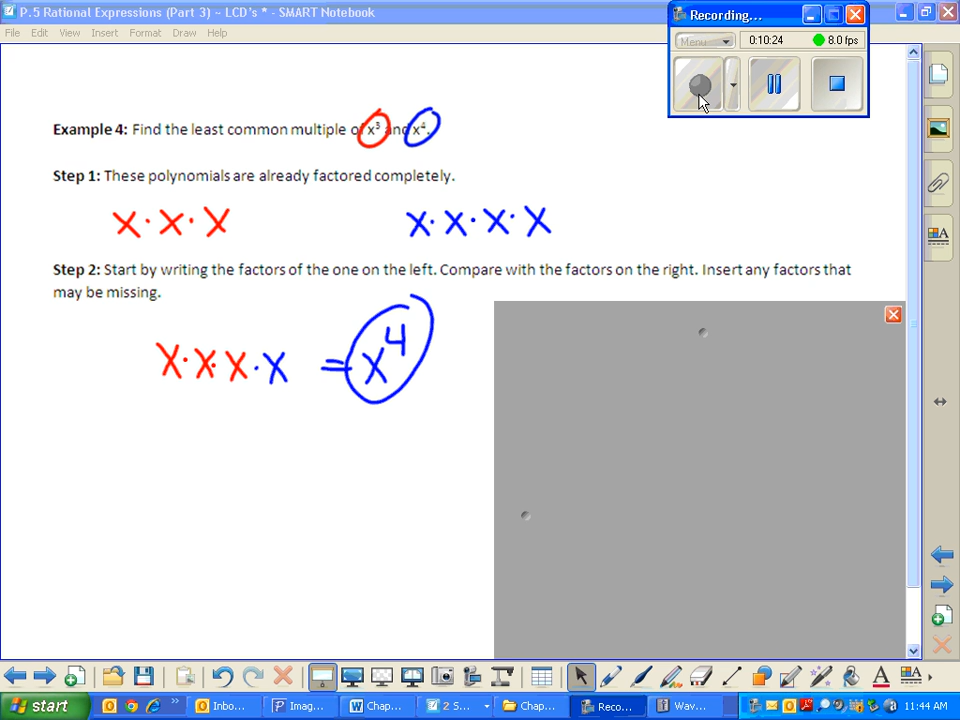 P.5 Rational Expressions (Part 3) ~ LCD's * - SMART Notebook
Recording...
File Edit View Insert Format Draw Help
Menu 0:10:24 8.0 fps
Example 4: Find the least common multiple of x³ and x⁴.
Step 1: These polynomials are already factored completely.
x · x · x x · x · x · x
Step 2: Start by writing the factors of the one on the left. Compare with the factors on the right. Insert any factors that
may be missing.
x · x · x · x = x⁴
start Inbo... Imag... Chap... 2 S... Chap... Reco... Wav... 11:44 AM